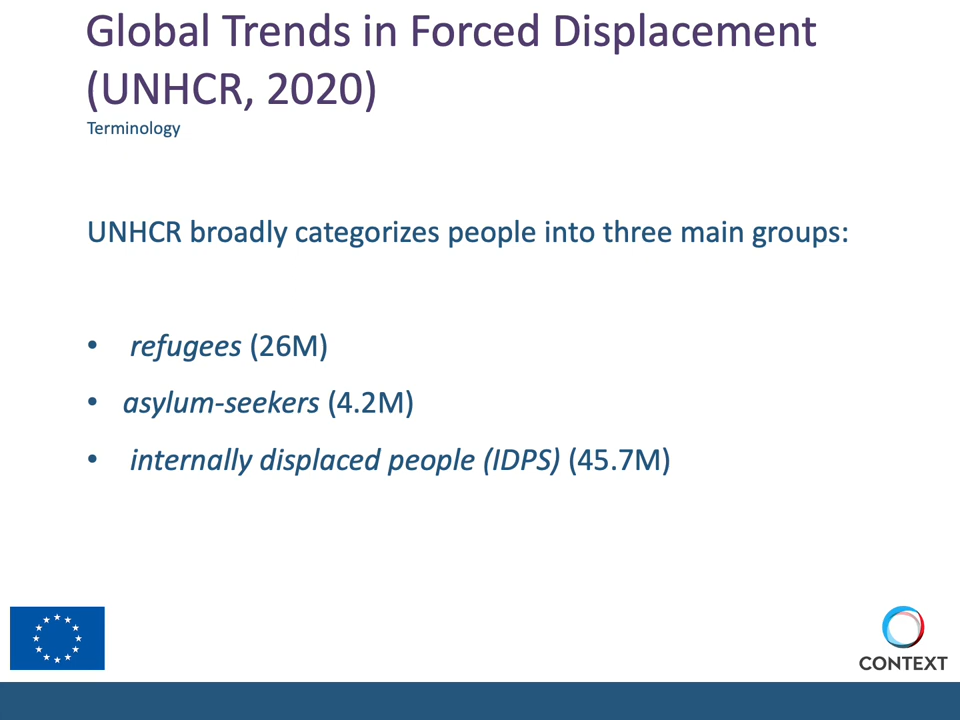 Global Trends in Forced Displacement
(UNHCR, 2020)
Terminology
UNHCR broadly categorizes people into three main groups:
• refugees (26M)
• asylum-seekers (4.2M)
• internally displaced people (IDPS) (45.7M)
CONTEXT